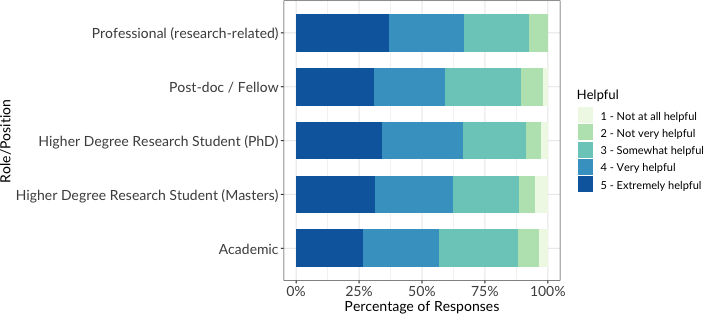 Role/Position
Professional (research-related)
Post-doc / Fellow
Higher Degree Research Student (PhD)
Higher Degree Research Student (Masters)
Academic
0% 25% 50% 75% 100%
Percentage of Responses
Helpful
1 - Not at all helpful
2 - Not very helpful
3 - Somewhat helpful
4 - Very helpful
5 - Extremely helpful